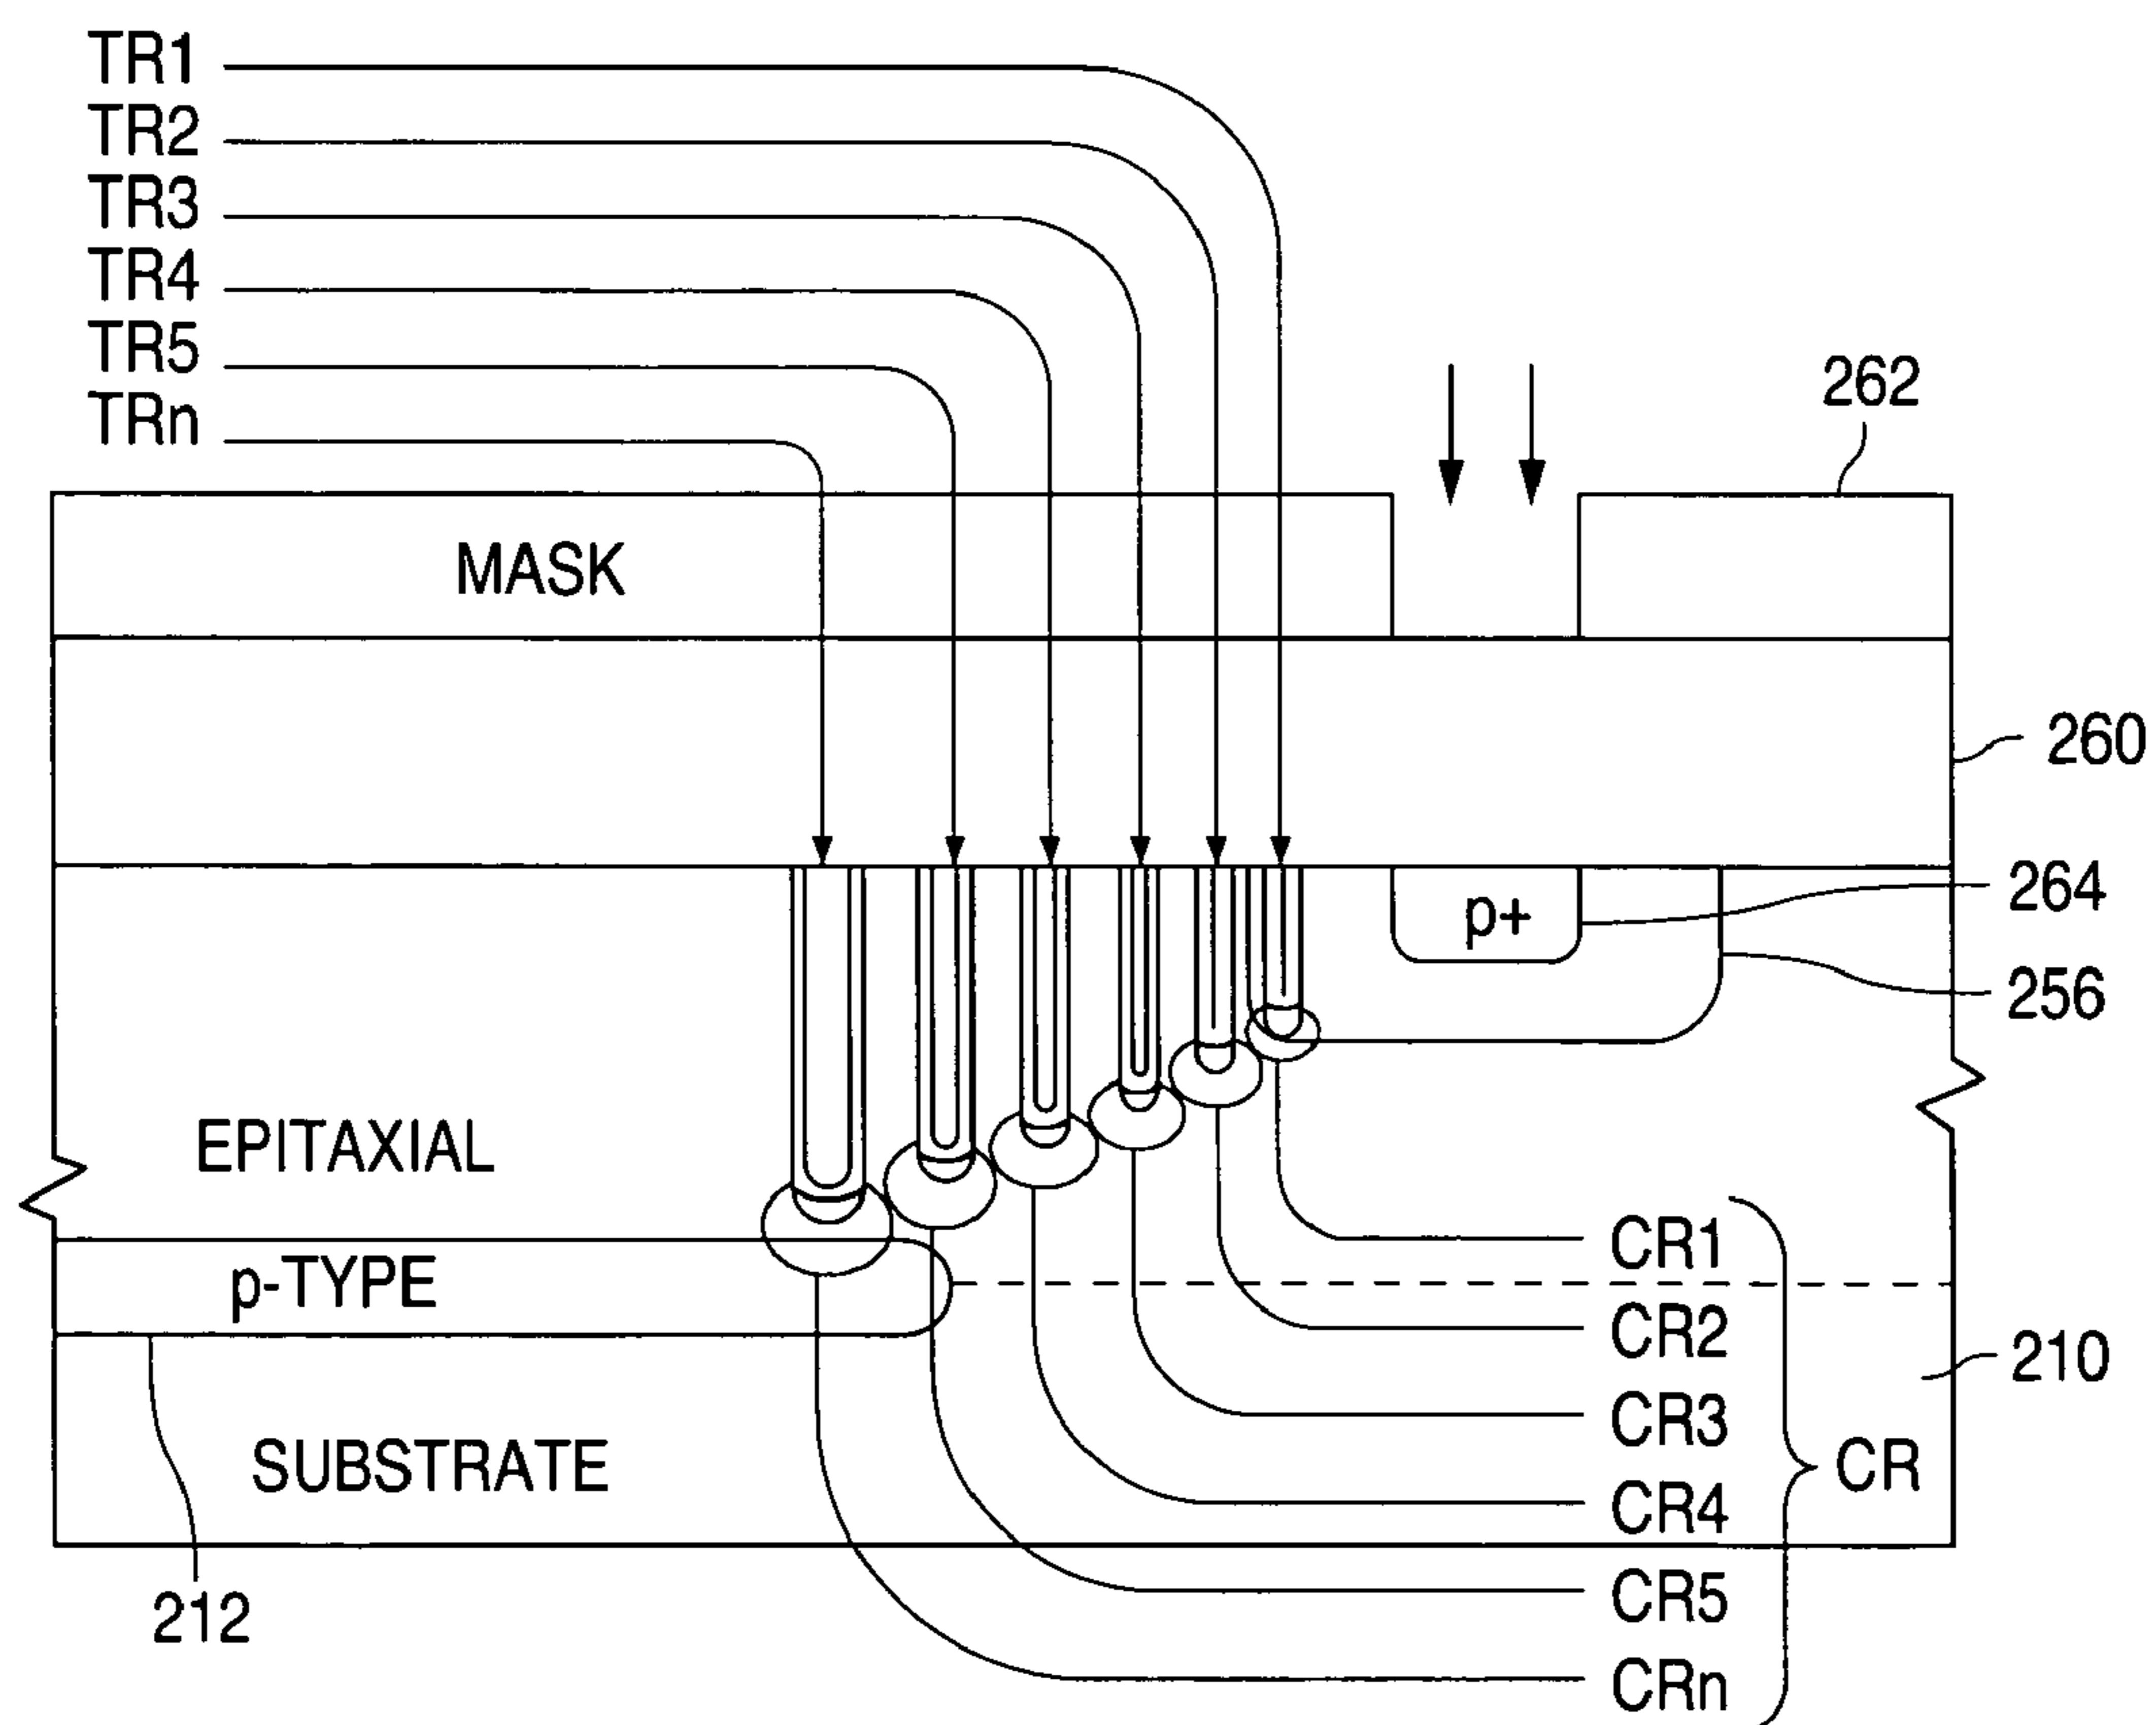 TR1
TR2
TR3
TR4
TR5
TRn
262
MASK
260
264
p+
256
EPITAXIAL
CR1
p-TYPE
CR2
210
CR3
CR
SUBSTRATE
CR4
CR5
212
CRn